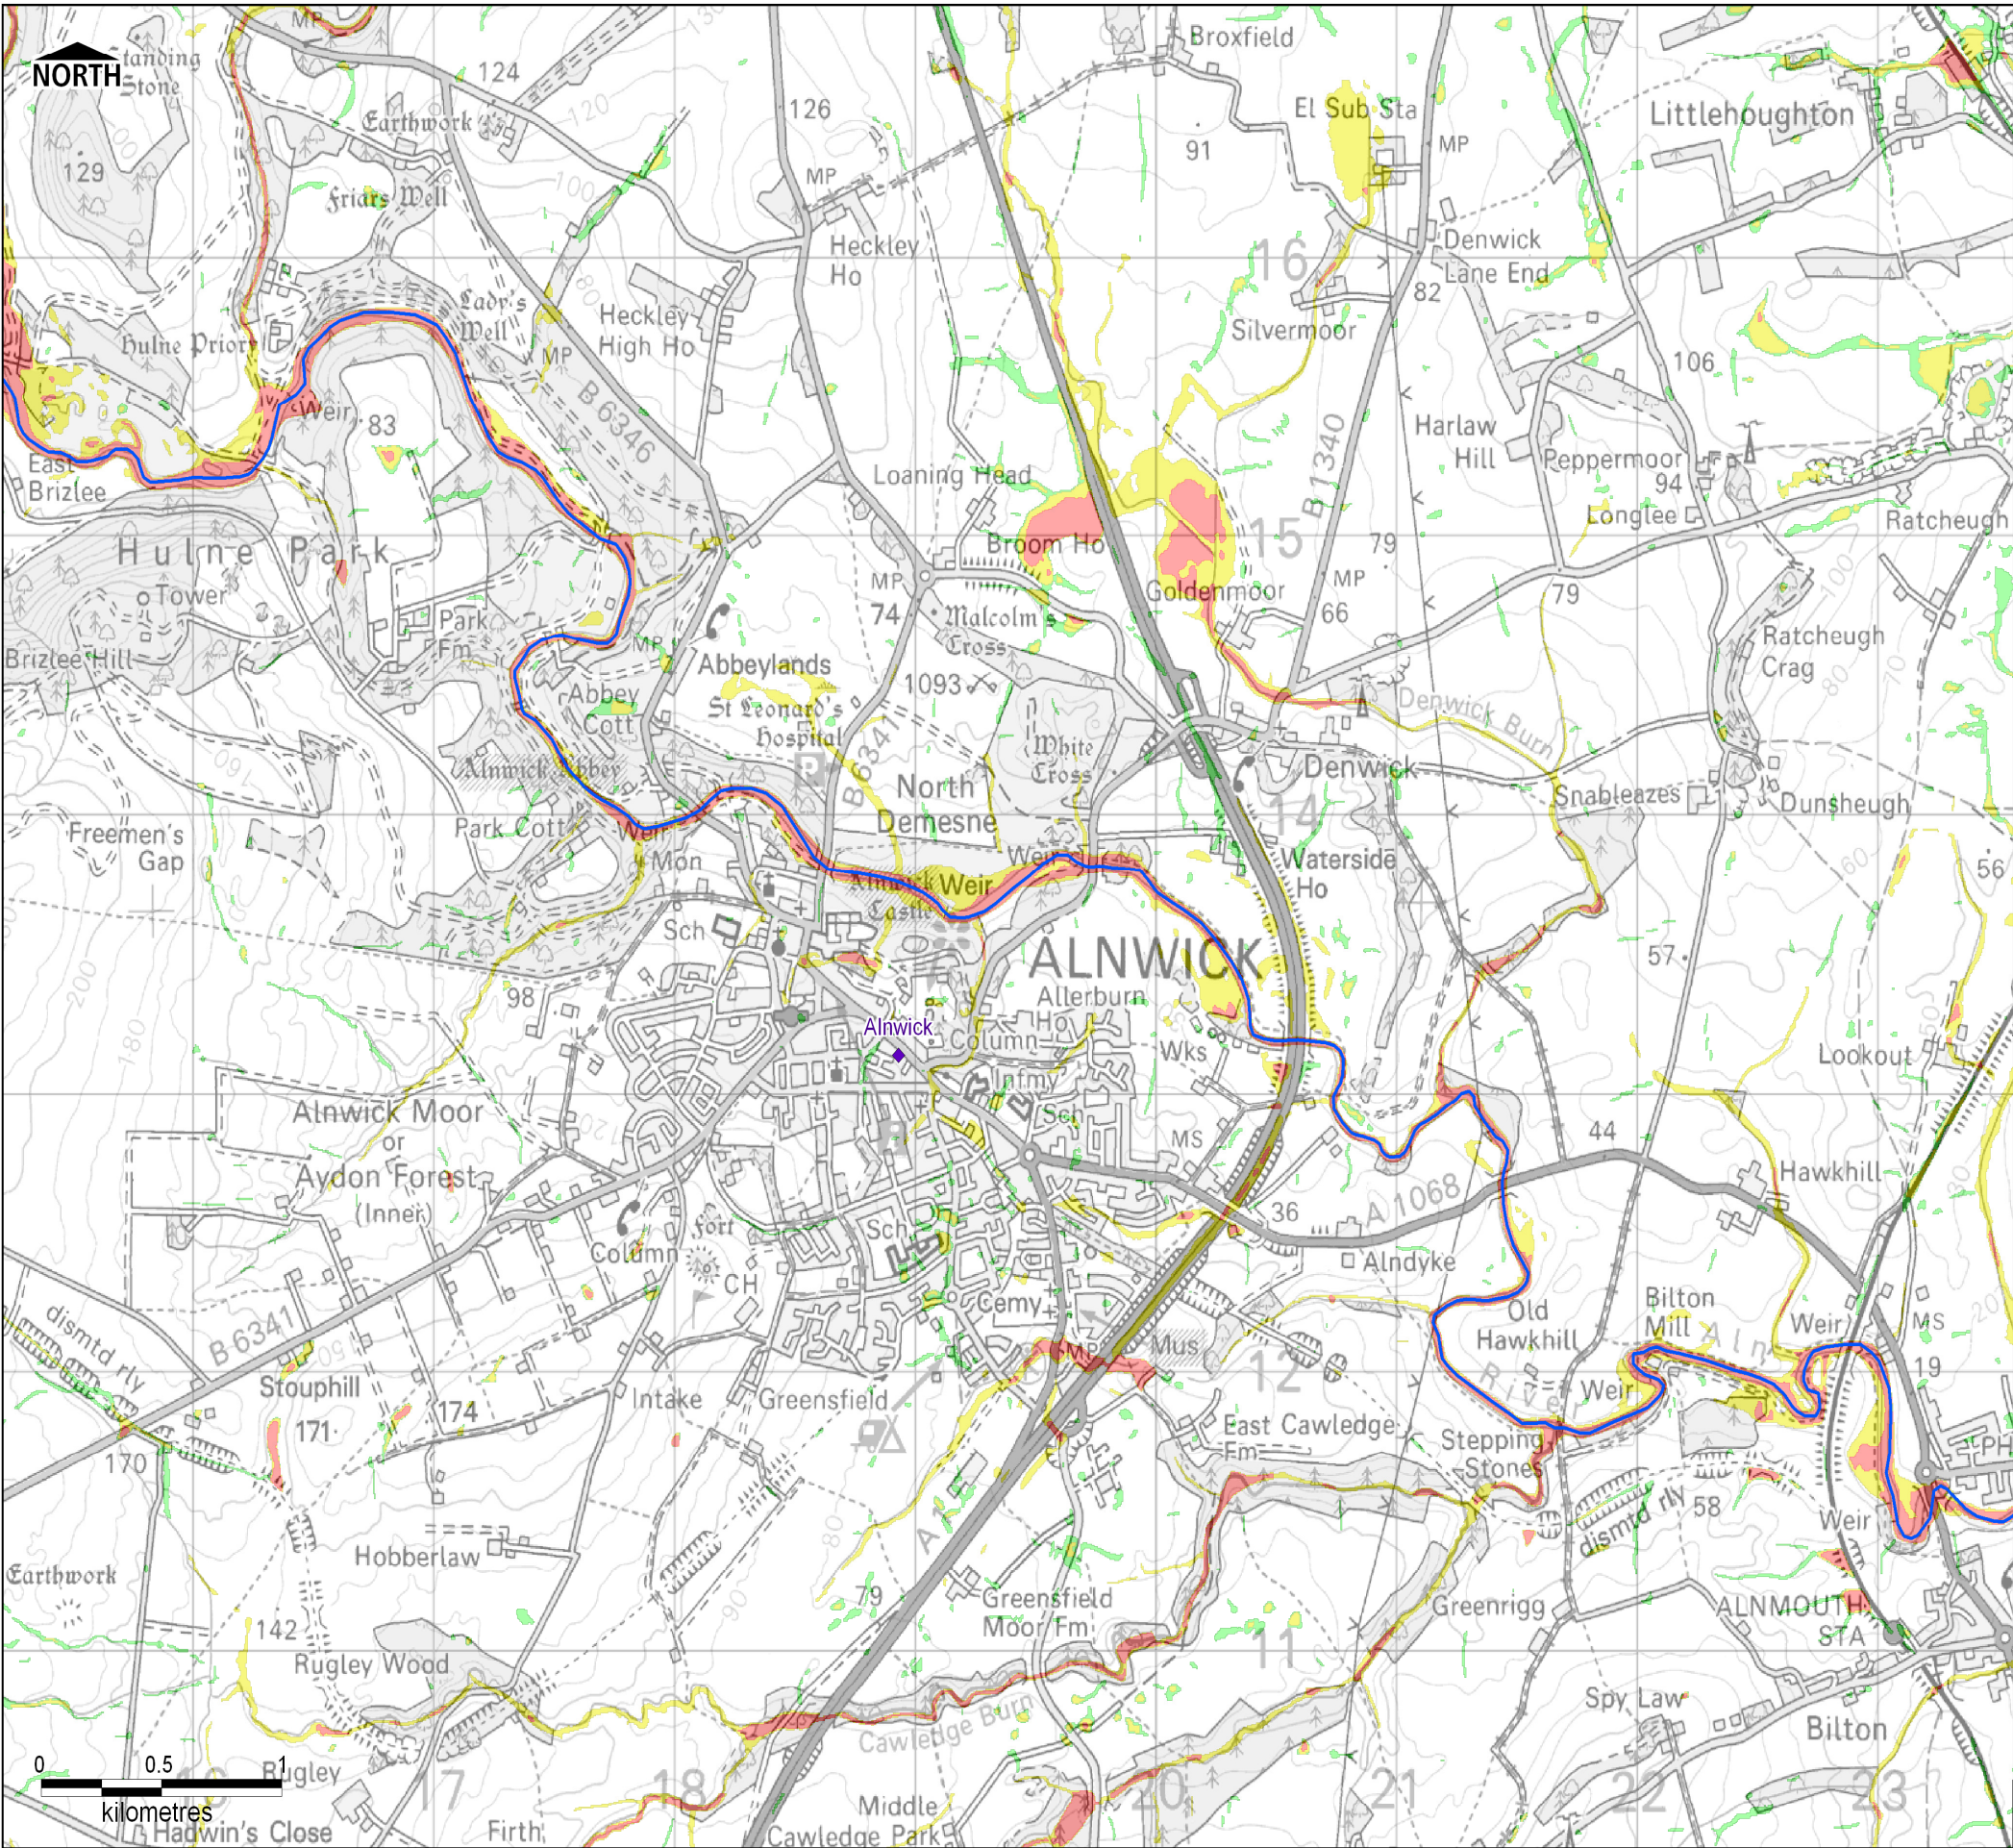 MP
Standing
Stone
NORTH
124
Earthwork
126
Broxfield
El Sub Sta
Littlehoughton
129
Friars Well
MP
91
MP
Heckley
Ho
16
Denwick
Lane End
82
Hulne Priory
Lady's
Well
MP
Heckley
High Ho
Silvermoor
106
Weir
83
B 6346
B1340
Harlaw
Hill
East
Brizlee
Loaning Head
Peppermoor
94
Longlee
Ratcheugh
Hulne Park
Broom Ho
15
79
Tower
MP
74
Malcolm's
Cross
Goldenmoor
MP
66
79
Park
Fm
Brizlee Hill
MP
Abbeylands
1093
Ratcheugh
Crag
Abbey
Cott
St Leonard's
Hospital
Denwick Burn
White
Cross
Alnwick Abbey
P
B 6341
North
Demesne
Denwick
Snableazes
Dunsheugh
14
Freemen's
Gap
Park Cott
Weir
Mon
Weir
Waterside
Ho
56
Alnwick
Castle
Weir
Sch
ALNWICK
57
98
Allerburn
Ho
Alnwick
Column
Wks
Lookout
Infmy
Alnwick Moor
or
Aydon Forest
(Inner)
Sch
MS
44
Hawkhill
A 1068
Fort
Sch
36
Column
CH
Alndyke
Cemy
Old
Hawkhill
Bilton
Mill
Aln
Weir
MS
dismtd rly
B 6341
MP
Mus
River
19
Stouphill
171
174
Intake
Greensfield
12
Weir
East Cawledge
Fm
Stepping
Stones
PH
170
dismtd rly
58
Weir
A1
Hobberlaw
Earthwork
79
Greensfield
Moor Fm
Greenrigg
ALNMOUTH
STA
142
Rugley Wood
11
Spy Law
Bilton
Cawledge Burn
0 0.5 1
kilometres
Rugley
17
18
20
21
22
23
Hadwin's Close
Firth
Middle
Cawledge Park